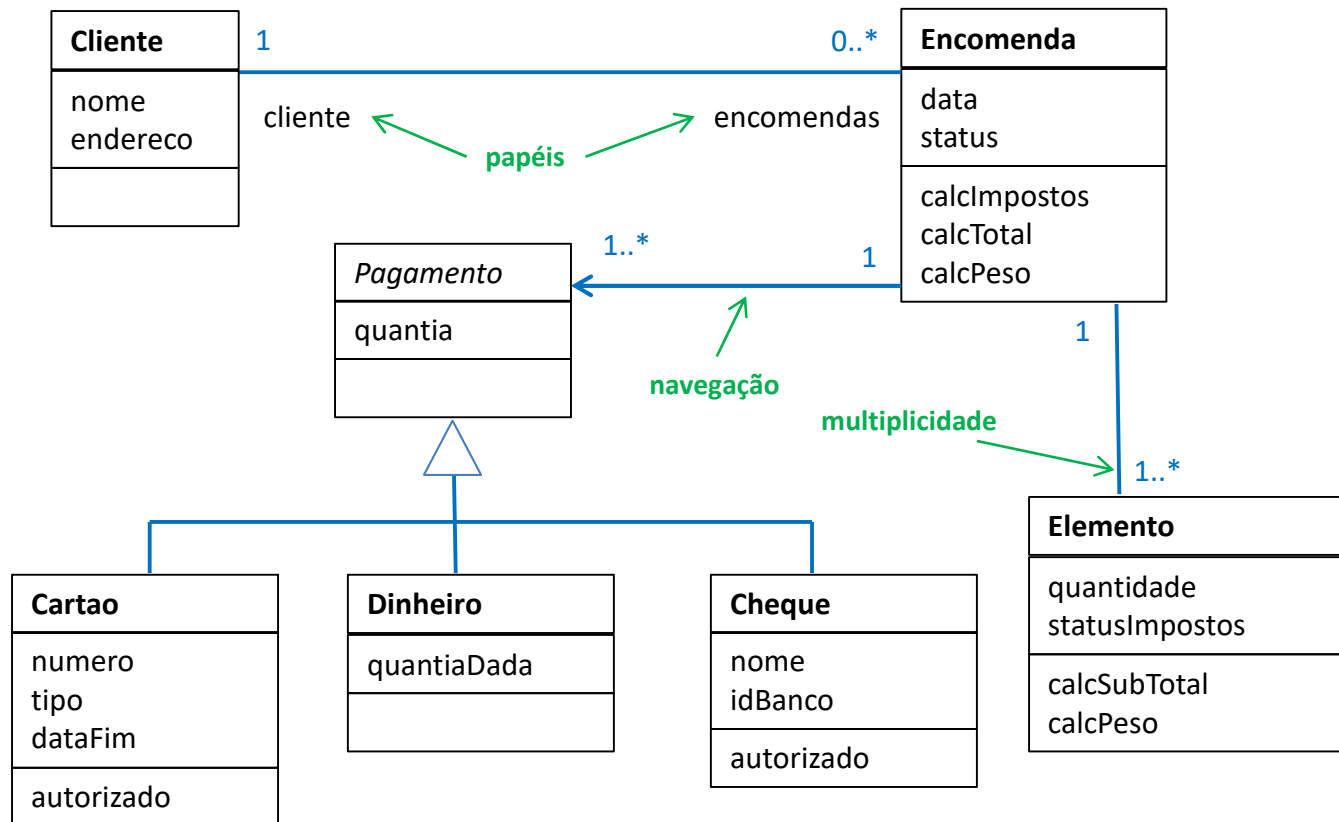 Cliente
nome
endereco
1
0..*
cliente
encomendas
papéis
Encomenda
data
status
calcImpostos
calcTotal
calcPeso
1..*
1
Pagamento
quantia
navegação
1
multiplicidade
1..*
Elemento
quantidade
statusImpostos
calcSubTotal
calcPeso
Cartao
numero
tipo
dataFim
autorizado
Dinheiro
quantiaDada
Cheque
nome
idBanco
autorizado